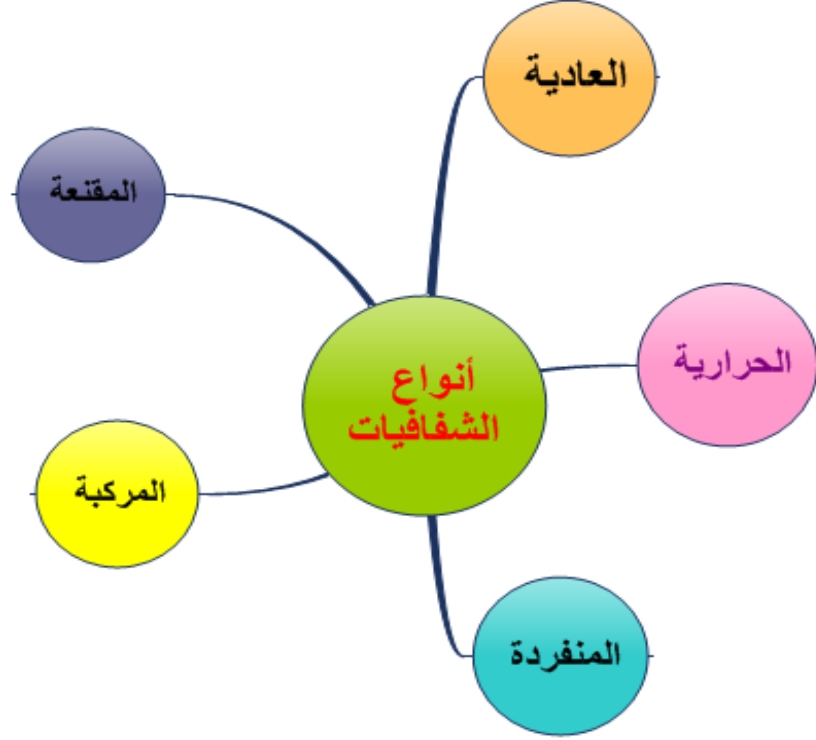 أنواع
الشفافيات
العادية
الحرارية
المنفردة
المركبة
المقنعة